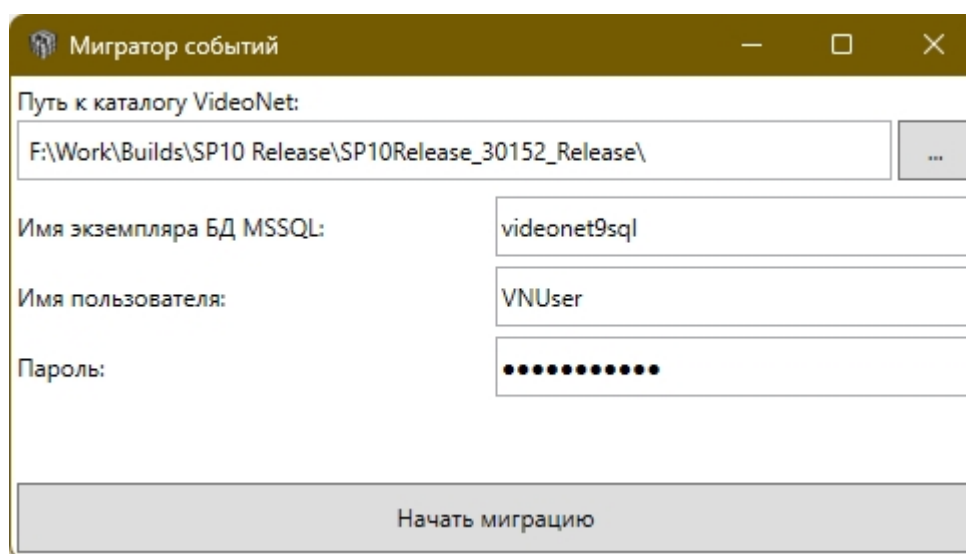 Мигратор событий
Путь к каталогу VideoNet:
F:\Work\Builds\SP10 Release\SP10Release_30152_Release\
...
Имя экземпляра БД MSSQL:
videonet9sql
Имя пользователя:
VNUser
Пароль:
●●●●●●●●●●●
Начать миграцию